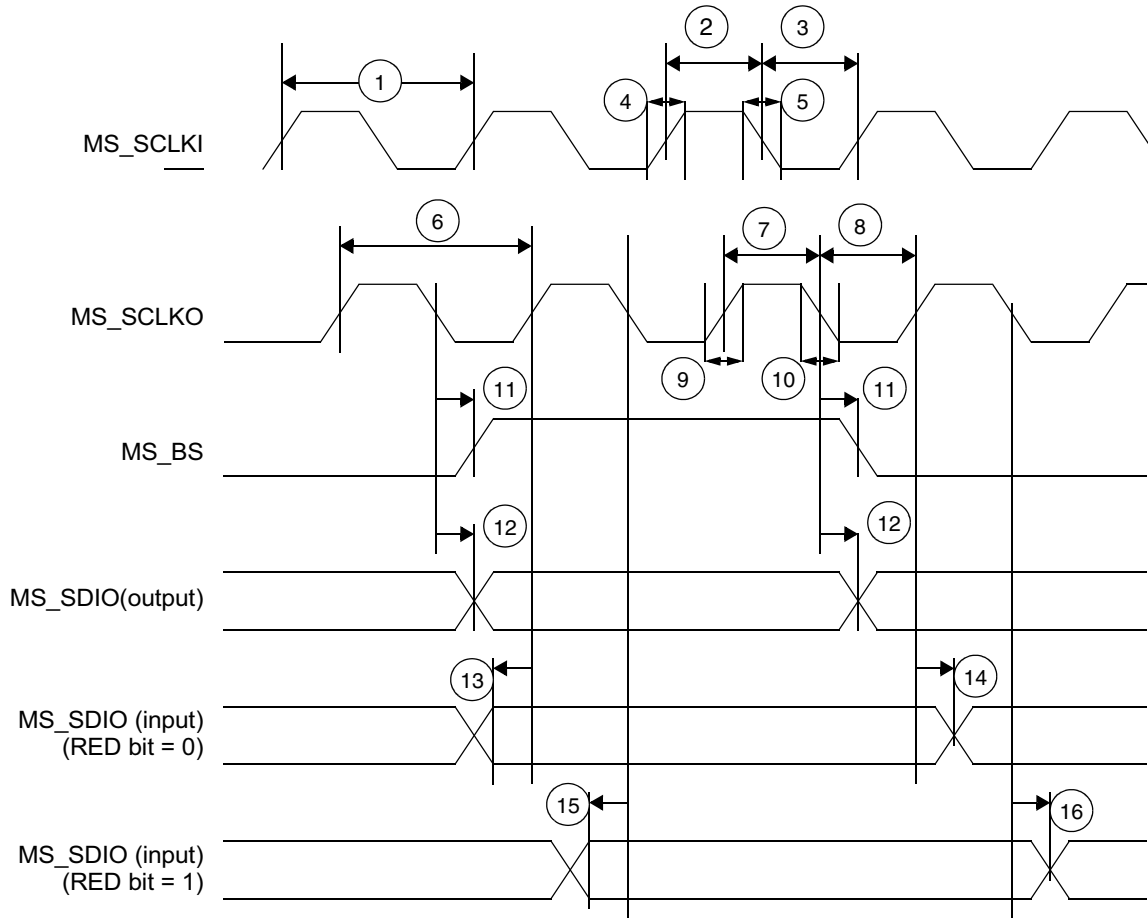 2
3
1
4
5
MS_SCLKI
6
7
8
MS_SCLKO
9
10
11
11
MS_BS
12
12
MS_SDIO(output)
13
14
MS_SDIO (input)
(RED bit = 0)
15
16
MS_SDIO (input)
(RED bit = 1)